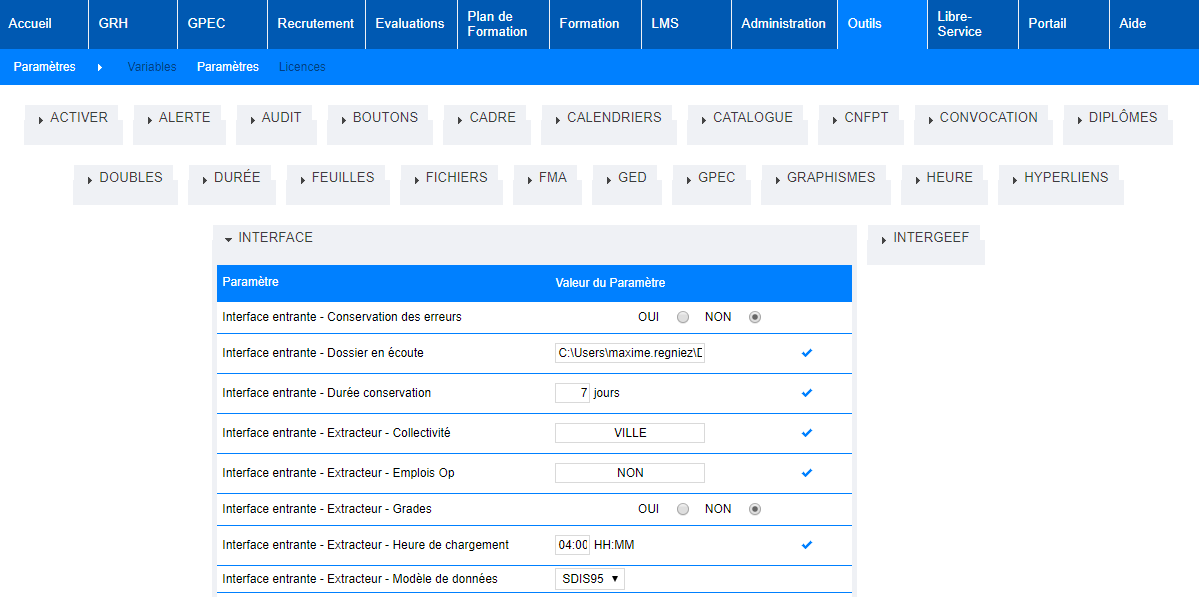 Accueil GRH GPEC Recrutement Evaluations Plan de Formation Formation LMS Administration Outils Libre-Service Portail Aide
Paramètres Variables Paramètres Licences
ACTIVER ALERTE AUDIT BOUTONS CADRE CALENDRIERS CATALOGUE CNFPT CONVOCATION DIPLÔMES
DOUBLES DURÉE FEUILLES FICHIERS FMA GED GPEC GRAPHISMES HEURE HYPERLIENS
INTERFACE INTERGEEF
Paramètre Valeur du Paramètre
Interface entrante - Conservation des erreurs OUI NON
Interface entrante - Dossier en écoute C:\Users\maxime.regniez\D
Interface entrante - Durée conservation 7 jours
Interface entrante - Extracteur - Collectivité VILLE
Interface entrante - Extracteur - Emplois Op NON
Interface entrante - Extracteur - Grades OUI NON
Interface entrante - Extracteur - Heure de chargement 04:00 HH:MM
Interface entrante - Extracteur - Modèle de données SDIS95